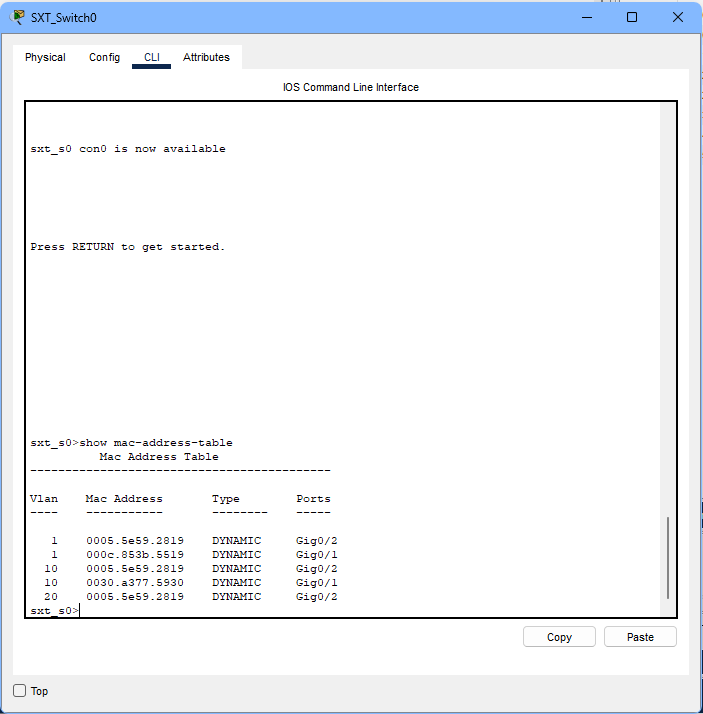 SXT_Switch0
Physical Config CLI Attributes
IOS Command Line Interface
sxt_s0 con0 is now available
Press RETURN to get started.
sxt_s0>show mac-address-table
Mac Address Table
-------------------------------------------
Vlan    Mac Address       Type        Ports
----    -----------       --------    -----
1    0005.5e59.2819    DYNAMIC     Gig0/2
1    000c.853b.5519    DYNAMIC     Gig0/1
10    0005.5e59.2819    DYNAMIC     Gig0/2
10    0030.a377.5930    DYNAMIC     Gig0/1
20    0005.5e59.2819    DYNAMIC     Gig0/2
sxt_s0>
Copy Paste
Top